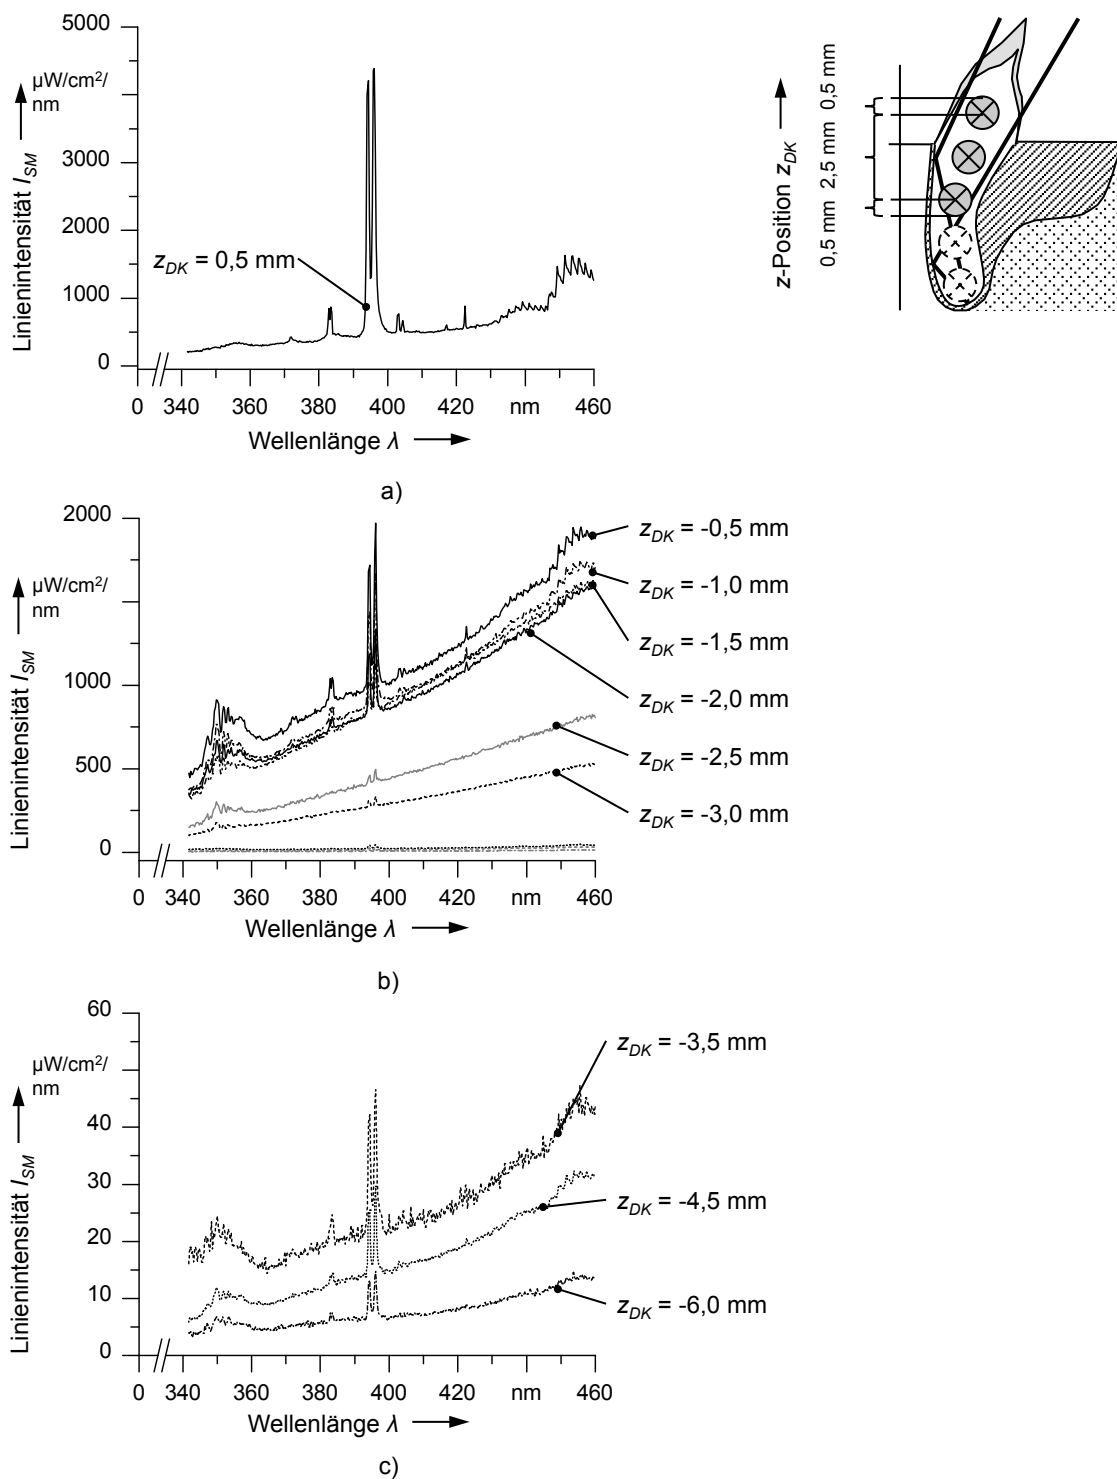 5000
µW/cm²/
nm
3000
2000
1000
0
Linienintensität I_SM
z_DK = 0,5 mm
0 340 360 380 400 420 nm 460
Wellenlänge λ
a)
z-Position z_DK
0,5 mm 2,5 mm 0,5 mm
2000
µW/cm²/
nm
1000
500
0
Linienintensität I_SM
z_DK = -0,5 mm
z_DK = -1,0 mm
z_DK = -1,5 mm
z_DK = -2,0 mm
z_DK = -2,5 mm
z_DK = -3,0 mm
0 340 360 380 400 420 nm 460
Wellenlänge λ
b)
60
µW/cm²/
nm
40
30
20
10
0
Linienintensität I_SM
z_DK = -3,5 mm
z_DK = -4,5 mm
z_DK = -6,0 mm
0 340 360 380 400 420 nm 460
Wellenlänge λ
c)